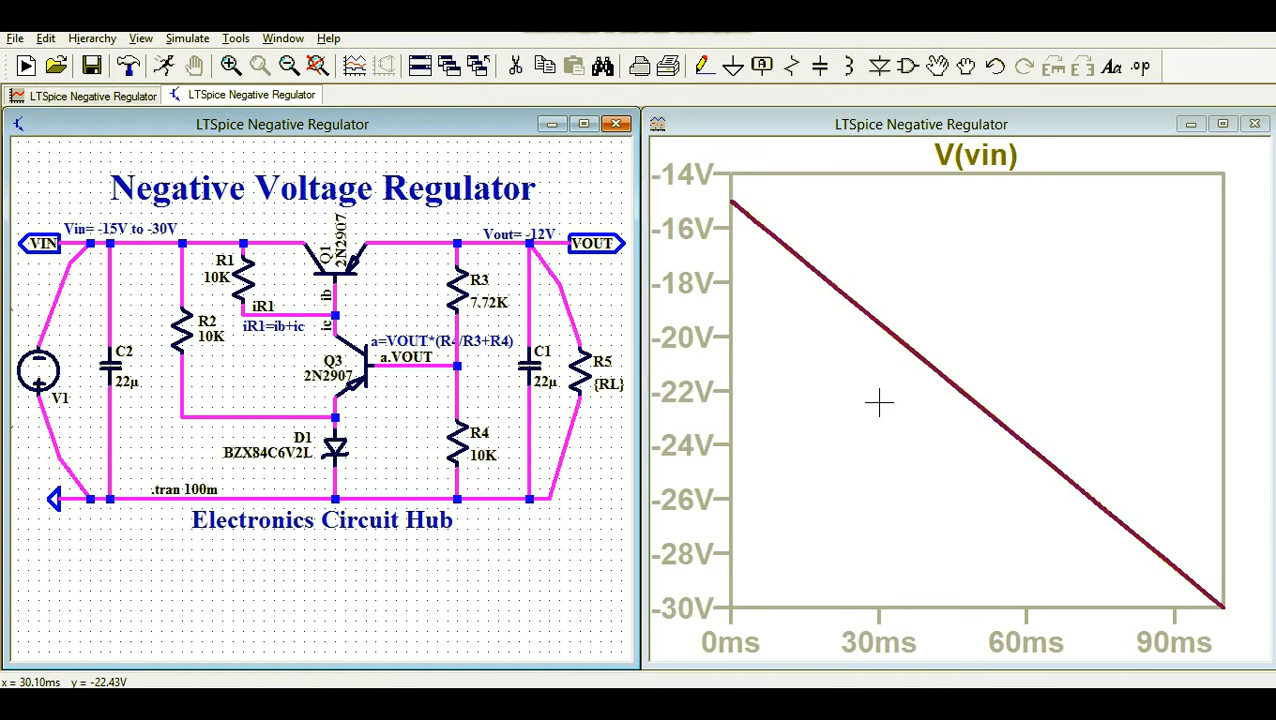 File Edit Hierarchy View Simulate Tools Window Help
.op
LTSpice Negative Regulator
LTSpice Negative Regulator
LTSpice Negative Regulator
Negative Voltage Regulator
Vin= -15V to -30V
VIN
Q1
2N2907
Vout= -12V
VOUT
R1
10K
iR1
iR1=ib+ic
ib
ic
R2
10K
R3
7.72K
a=VOUT*(R4/R3+R4)
a.VOUT
Q3
2N2907
C2
22µ
V1
C1
22µ
R5
{RL}
D1
BZX84C6V2L
R4
10K
.tran 100m
Electronics Circuit Hub
LTSpice Negative Regulator
V(vin)
-14V
-16V
-18V
-20V
-22V
-24V
-26V
-28V
-30V
0ms 30ms 60ms 90ms
x = 30.10ms y = -22.43V